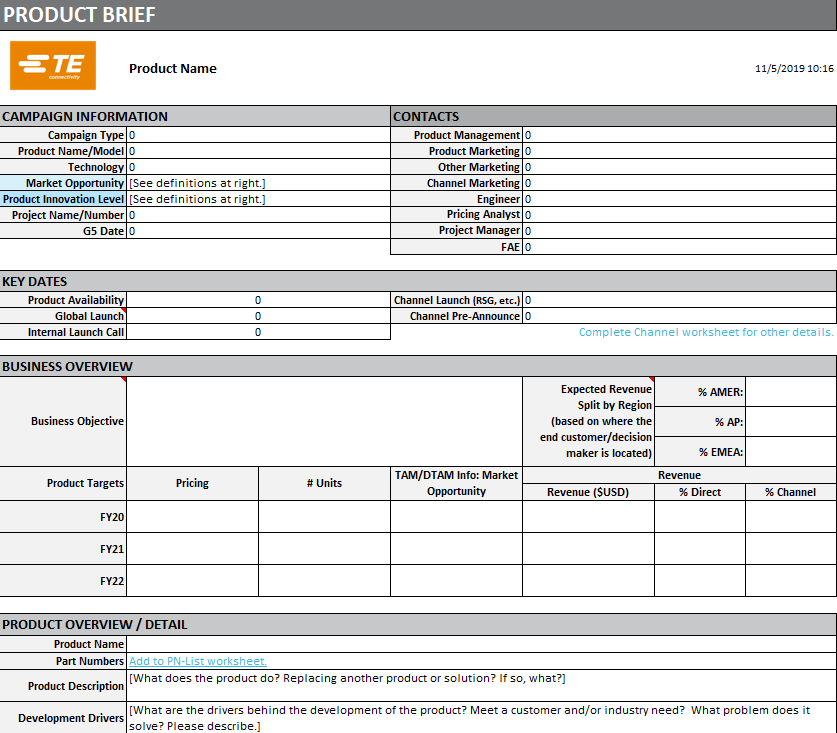 PRODUCT BRIEF
TE
connectivity
Product Name
11/5/2019 10:16
CAMPAIGN INFORMATION
CONTACTS
Campaign Type 0
Product Management 0
Product Name/Model 0
Product Marketing 0
Technology 0
Other Marketing 0
Market Opportunity [See definitions at right.]
Channel Marketing 0
Product Innovation Level [See definitions at right.]
Engineer 0
Project Name/Number 0
Pricing Analyst 0
G5 Date 0
Project Manager 0
FAE 0
KEY DATES
Product Availability 0
Channel Launch (RSG, etc.) 0
Global Launch 0
Channel Pre-Announce 0
Internal Launch Call 0
Complete Channel worksheet for other details.
BUSINESS OVERVIEW
Business Objective
Expected Revenue
Split by Region
(based on where the
end customer/decision
maker is located)
% AMER:
% AP:
% EMEA:
Product Targets
Pricing
# Units
TAM/DTAM Info: Market
Opportunity
Revenue
Revenue ($USD)
% Direct
% Channel
FY20
FY21
FY22
PRODUCT OVERVIEW / DETAIL
Product Name
Part Numbers Add to PN-List worksheet.
Product Description [What does the product do? Replacing another product or solution? If so, what?]
Development Drivers [What are the drivers behind the development of the product? Meet a customer and/or industry need?  What problem does it
solve? Please describe.]